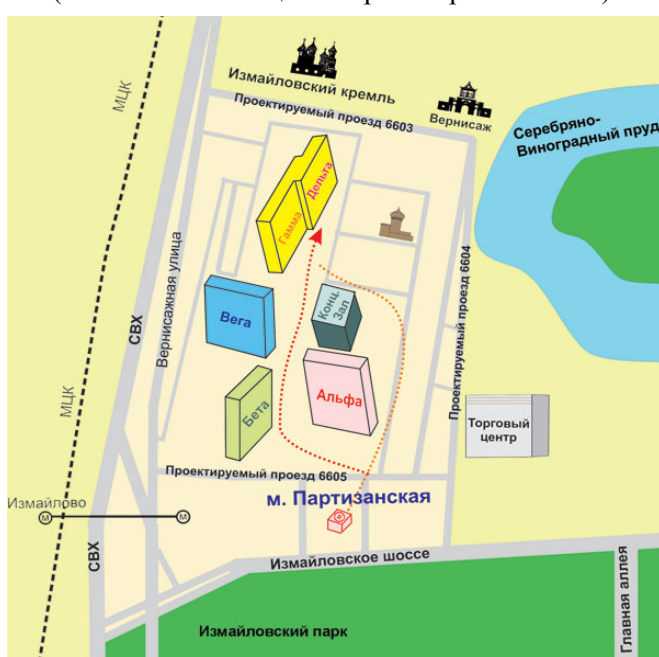 МЦК
Измайловский кремль
Проектируемый проезд 6603
Вернисаж
Серебряно-
Виноградный пруд
Дельта
Гамма
Проектируемый проезд 6604
Вернисажная улица
СВХ
Вега
Конц.
Зал
МЦК
Бета
Альфа
Торговый
центр
Проектируемый проезд 6605
м. Партизанская
Измайлово
М
М
М
СВХ
Измайловское шоссе
Главная аллея
Измайловский парк